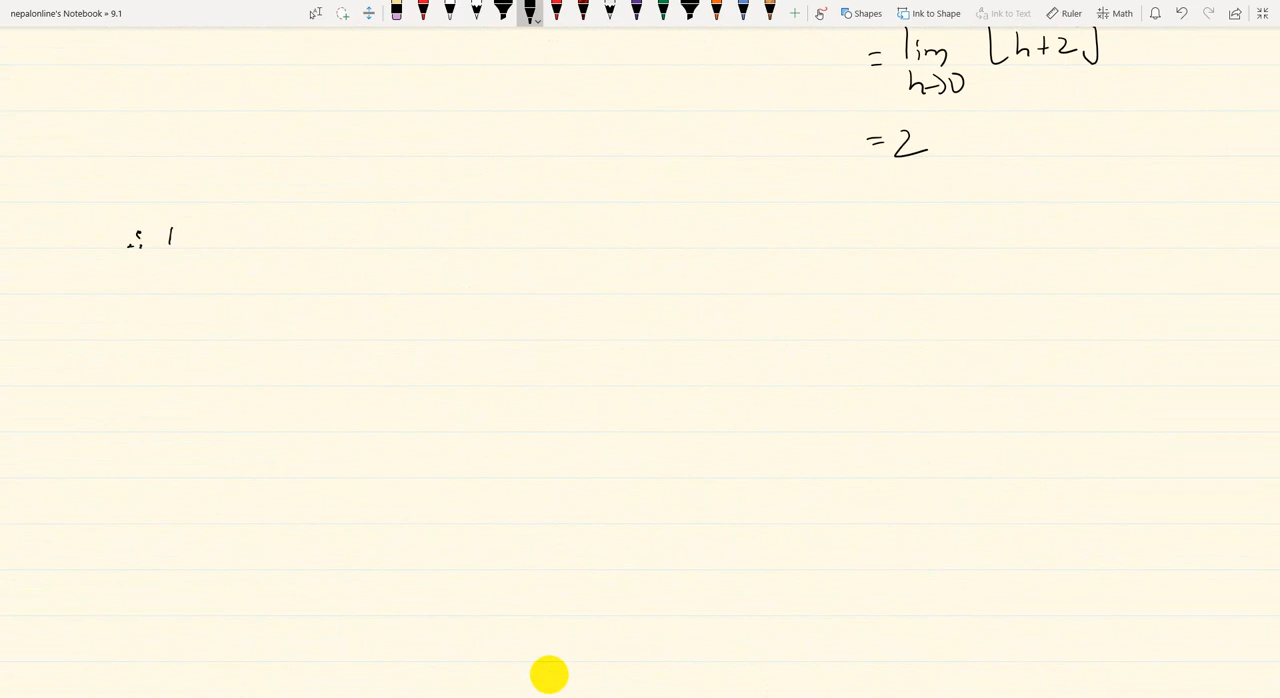 nepalonline's Notebook » 9.1
Shapes
Ink to Shape
Ink to Text
Ruler
Math
= lim [h+2]
h→0
= 2
∴